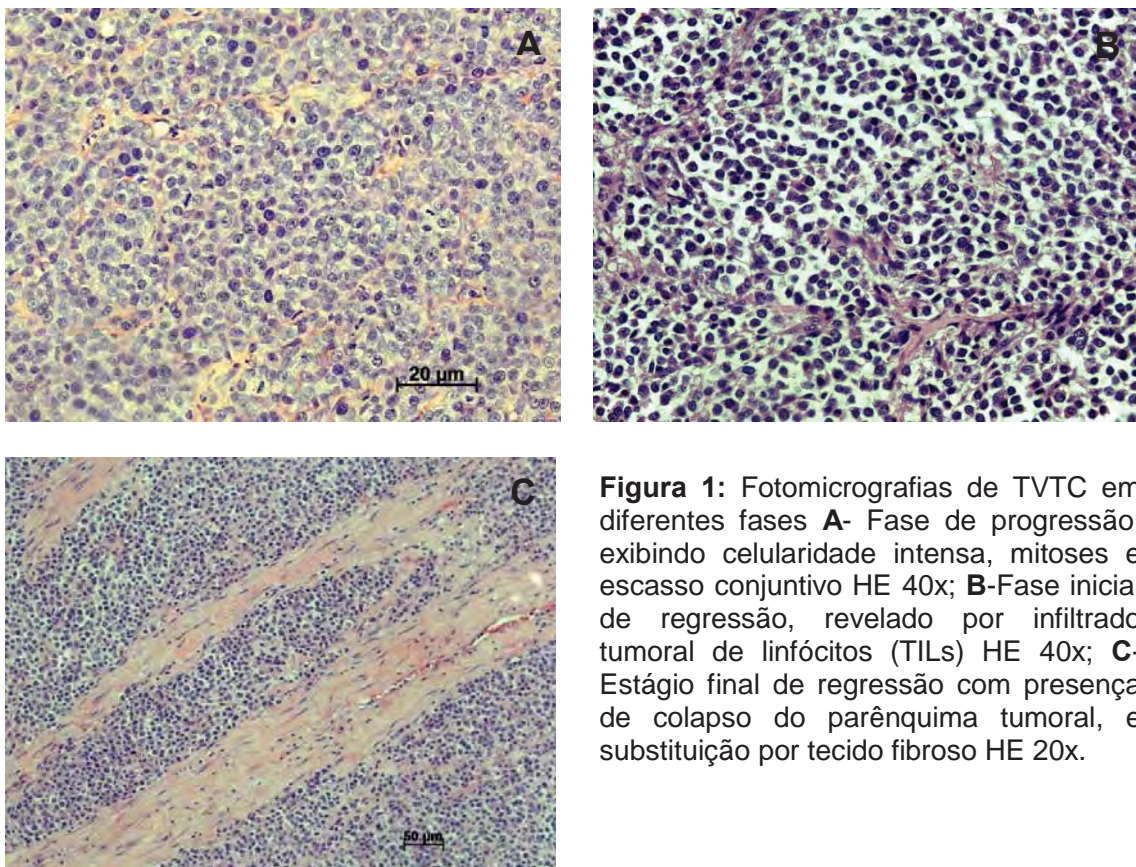 A
B
20 µm
C
50 µm
Figura 1: Fotomicrografias de TVTC em
diferentes fases A- Fase de progressão
exibindo celularidade intensa, mitoses e
escasso conjuntivo HE 40x; B-Fase inicia
de regressão, revelado por infiltrado
tumoral de linfócitos (TILs) HE 40x; C-
Estágio final de regressão com presença
de colapso do parênquima tumoral, e
substituição por tecido fibroso HE 20x.